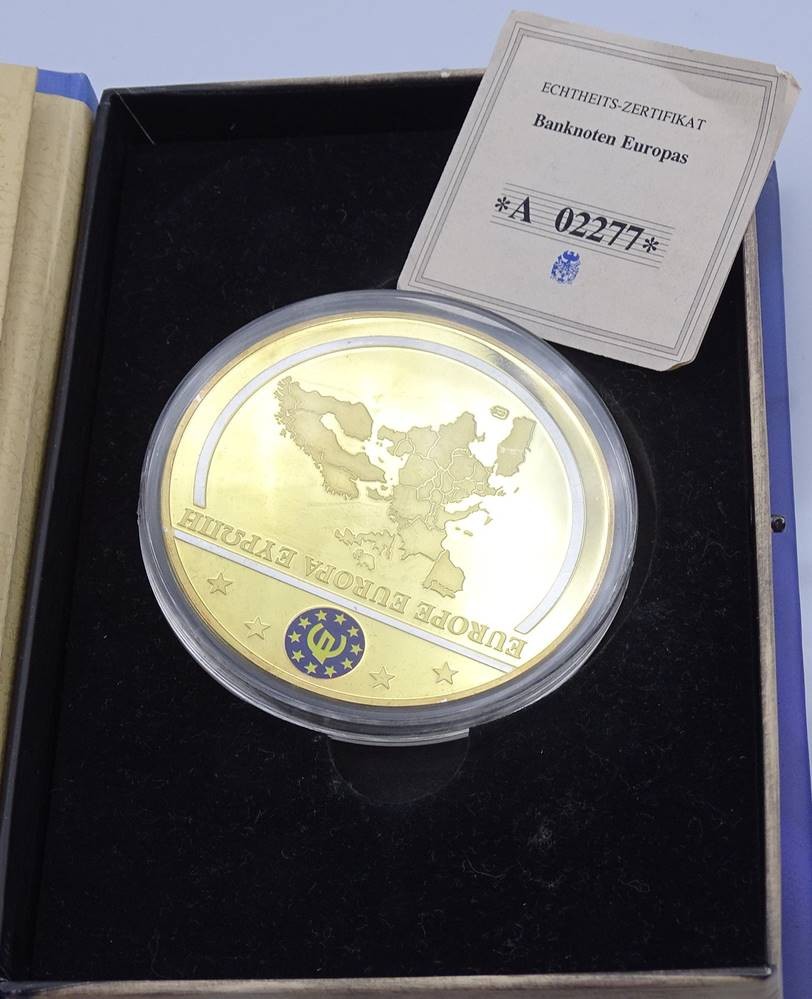 ECHTHEITS-ZERTIFIKAT
Banknoten Europas
*A 02277*
EUROPE EUROPA ΕΥΡΩΠΗ
€